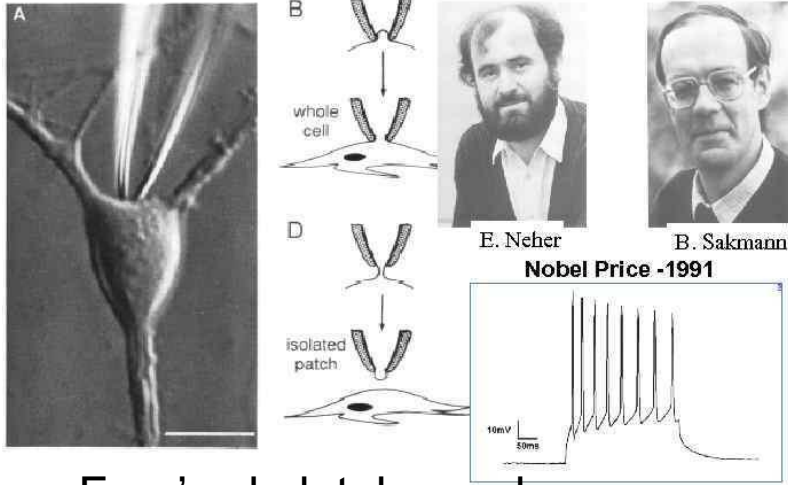 A
B
whole
cell
E. Neher
B. Sakmann
Nobel Price -1991
D
isolated
patch
10mV
50ms